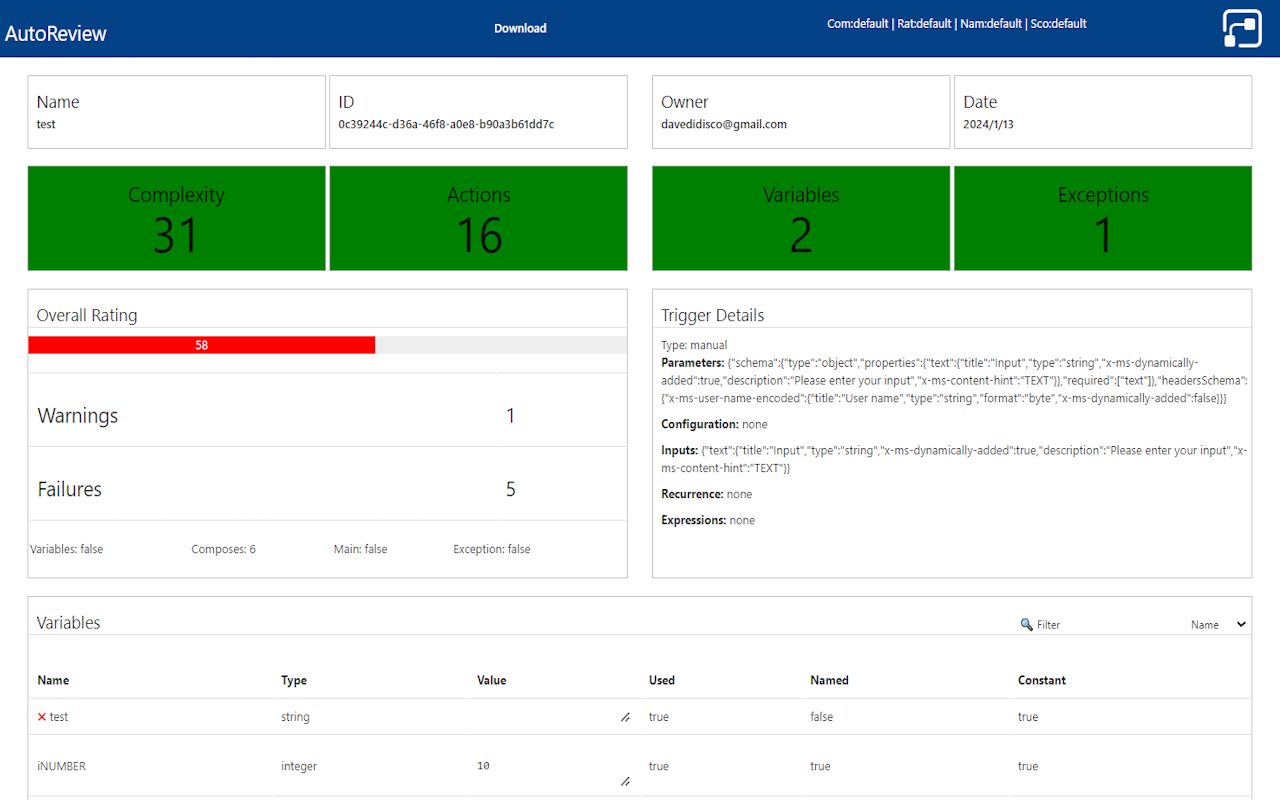 AutoReview
Download
Com:default | Rat:default | Nam:default | Sco:default
Name
test
ID
0c39244c-d36a-46f8-a0e8-b90a3b61dd7c
Owner
davedidisco@gmail.com
Date
2024/1/13
Complexity
31
Actions
16
Variables
2
Exceptions
1
Overall Rating
58
Warnings 1
Failures 5
Variables: false Composes: 6 Main: false Exception: false
Trigger Details
Type: manual
Parameters: {"schema":{"type":"object","properties":{"text":{"title":"Input","type":"string","x-ms-dynamically-
added":true,"description":"Please enter your input","x-ms-content-hint":"TEXT"}},"required":["text"]},"headersSchema":
{"x-ms-user-name-encoded":{"title":"User name","type":"string","format":"byte","x-ms-dynamically-added":false}}}
Configuration: none
Inputs: {"text":{"title":"Input","type":"string","x-ms-dynamically-added":true,"description":"Please enter your input","x-
ms-content-hint":"TEXT"}}
Recurrence: none
Expressions: none
Variables
Filter
Name
Name Type Value Used Named Constant
test string true false true
iNUMBER integer 10 true true true